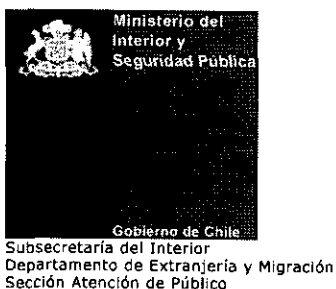 Ministerio del
Interior y
Seguridad Pública
Gobierno de Chile
Subsecretaría del Interior
Departamento de Extranjería y Migración
Sección Atención de Público